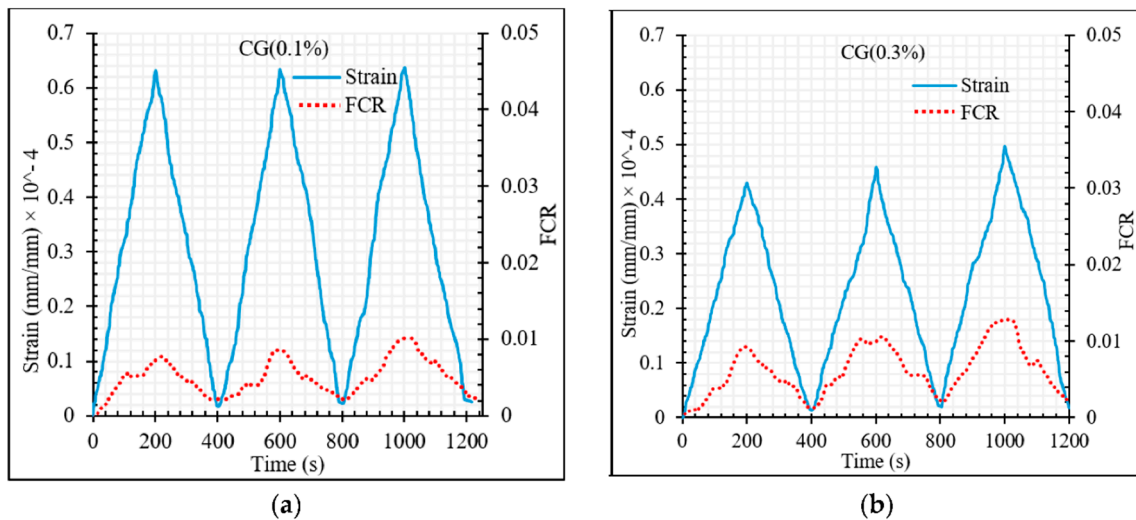 (a)
CG(0.1%)
Strain
FCR
Strain (mm/mm) × 10^- 4
0.7
0.6
0.5
0.4
0.3
0.2
0.1
0
0.05
0.04
0.03
0.02
0.01
0
FCR
0 200 400 600 800 1000 1200
Time (s)
(a)
CG(0.3%)
Strain
FCR
Strain (mm/mm) × 10^- 4
0.7
0.6
0.5
0.4
0.3
0.2
0.1
0
0.05
0.04
0.03
0.02
0.01
0
FCR
0 200 400 600 800 1000 1200
Time (s)
(b)